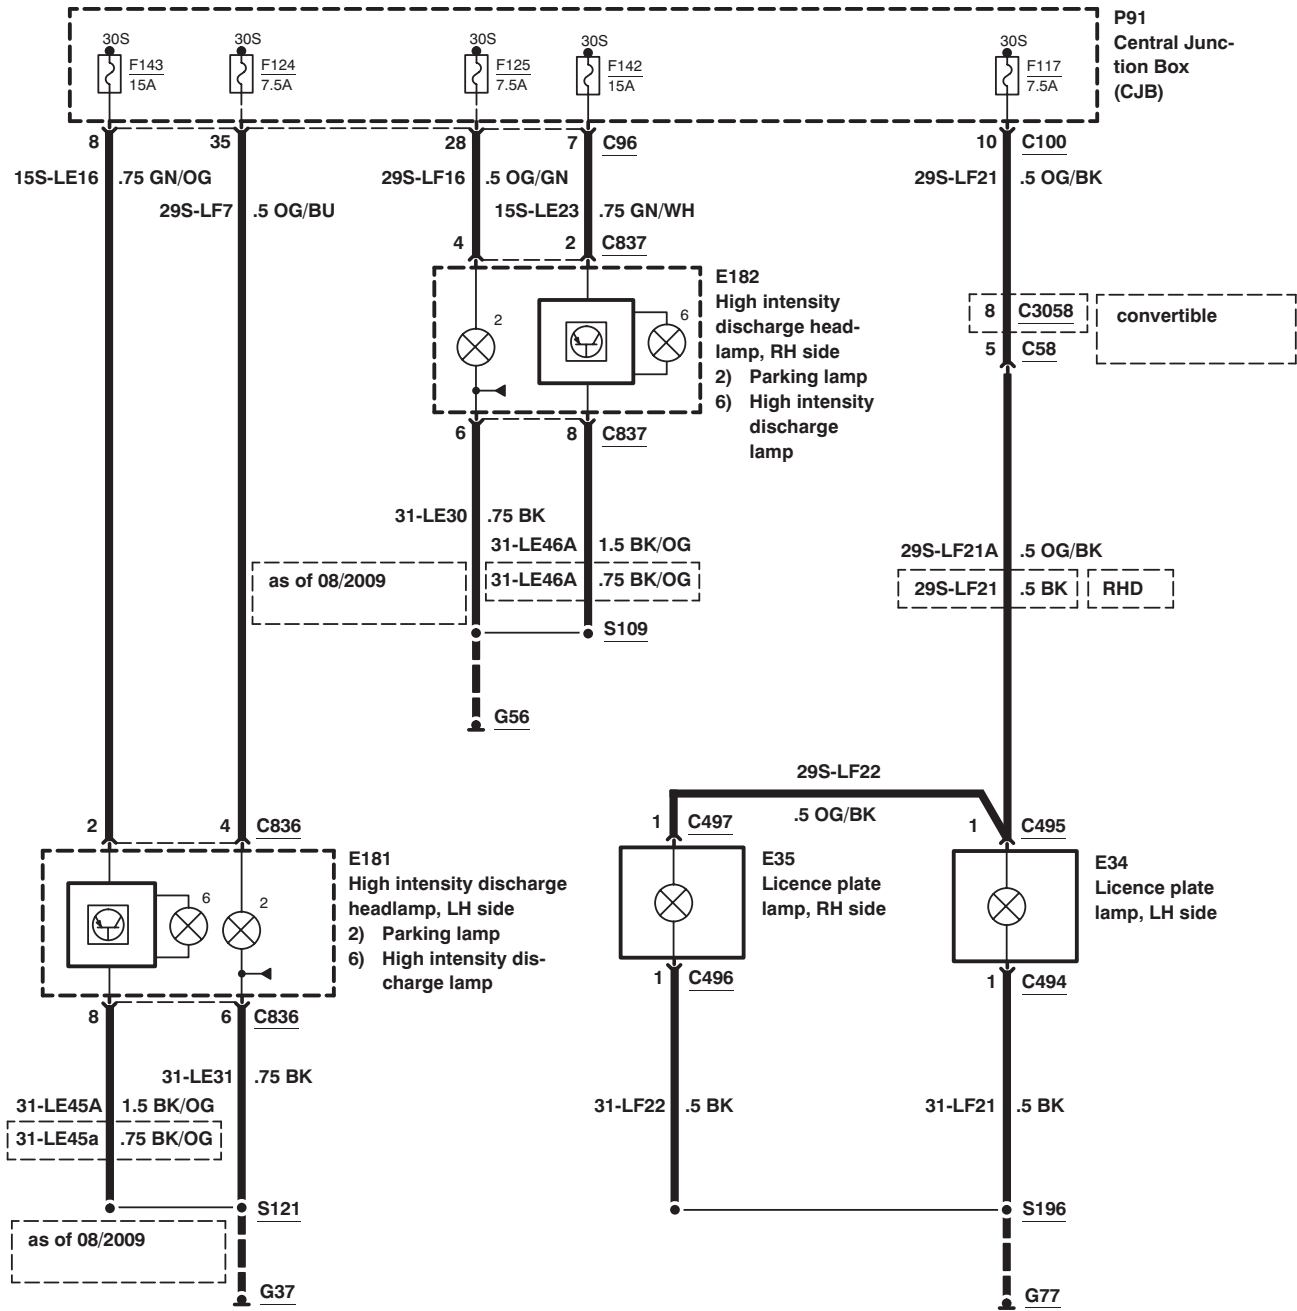 P91
Central Junc-
tion Box
(CJB)
30S
F143
15A
30S
F124
7.5A
30S
F125
7.5A
30S
F142
15A
30S
F117
7.5A
8
35
28
7
C96
10
C100
15S-LE16
.75 GN/OG
29S-LF16
.5 OG/GN
29S-LF21
.5 OG/BK
29S-LF7
.5 OG/BU
15S-LE23
.75 GN/WH
4
2
C837
E182
High intensity
discharge head-
lamp, RH side
2) Parking lamp
6) High intensity
discharge
lamp
2
6
8
C3058
convertible
5
C58
6
8
C837
31-LE30
.75 BK
31-LE46A
1.5 BK/OG
31-LE46A
.75 BK/OG
as of 08/2009
29S-LF21A
.5 OG/BK
29S-LF21
.5 BK
RHD
S109
G56
29S-LF22
.5 OG/BK
2
4
C836
1
C497
1
C495
E181
High intensity discharge
headlamp, LH side
2) Parking lamp
6) High intensity dis-
charge lamp
6
2
E35
Licence plate
lamp, RH side
E34
Licence plate
lamp, LH side
8
6
C836
1
C496
1
C494
31-LE31
.75 BK
31-LE45A
1.5 BK/OG
31-LE45a
.75 BK/OG
31-LF22
.5 BK
31-LF21
.5 BK
S121
S196
as of 08/2009
G37
G77